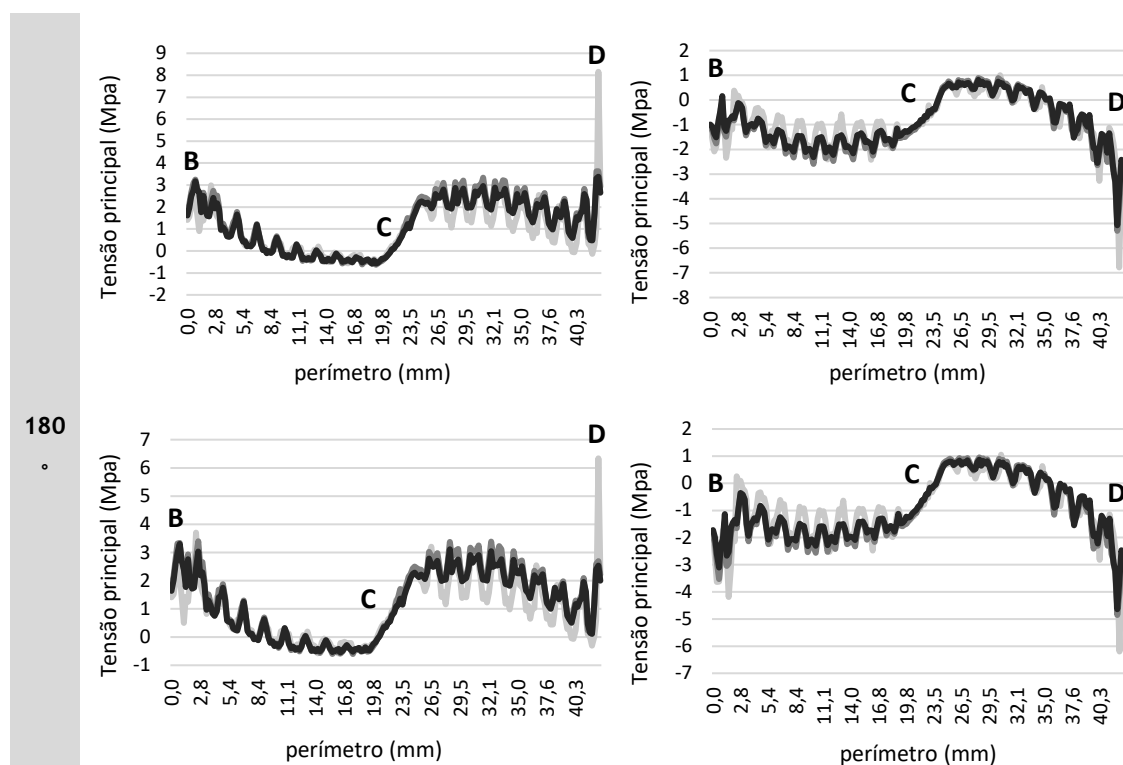 180
°
Tensão principal (Mpa)
9
8
7
6
5
4
3
2
1
0
-1
-2
B
C
D
0,0 2,8 5,4 8,4 11,1 14,0 16,8 19,8 23,5 26,5 29,5 32,1 35,0 37,6 40,3
perímetro (mm)
Tensão principal (Mpa)
2
1
0
-1
-2
-3
-4
-5
-6
-7
-8
B
C
D
0,0 2,8 5,4 8,4 11,1 14,0 16,8 19,8 23,5 26,5 29,5 32,1 35,0 37,6 40,3
perímetro (mm)
Tensão principal (Mpa)
7
6
5
4
3
2
1
0
-1
B
C
D
0,0 2,8 5,4 8,4 11,1 14,0 16,8 19,8 23,5 26,5 29,5 32,1 35,0 37,6 40,3
perímetro (mm)
Tensão principal (Mpa)
2
1
0
-1
-2
-3
-4
-5
-6
-7
B
C
D
0,0 2,8 5,4 8,4 11,1 14,0 16,8 19,8 23,5 26,5 29,5 32,1 35,0 37,6 40,3
perímetro (mm)